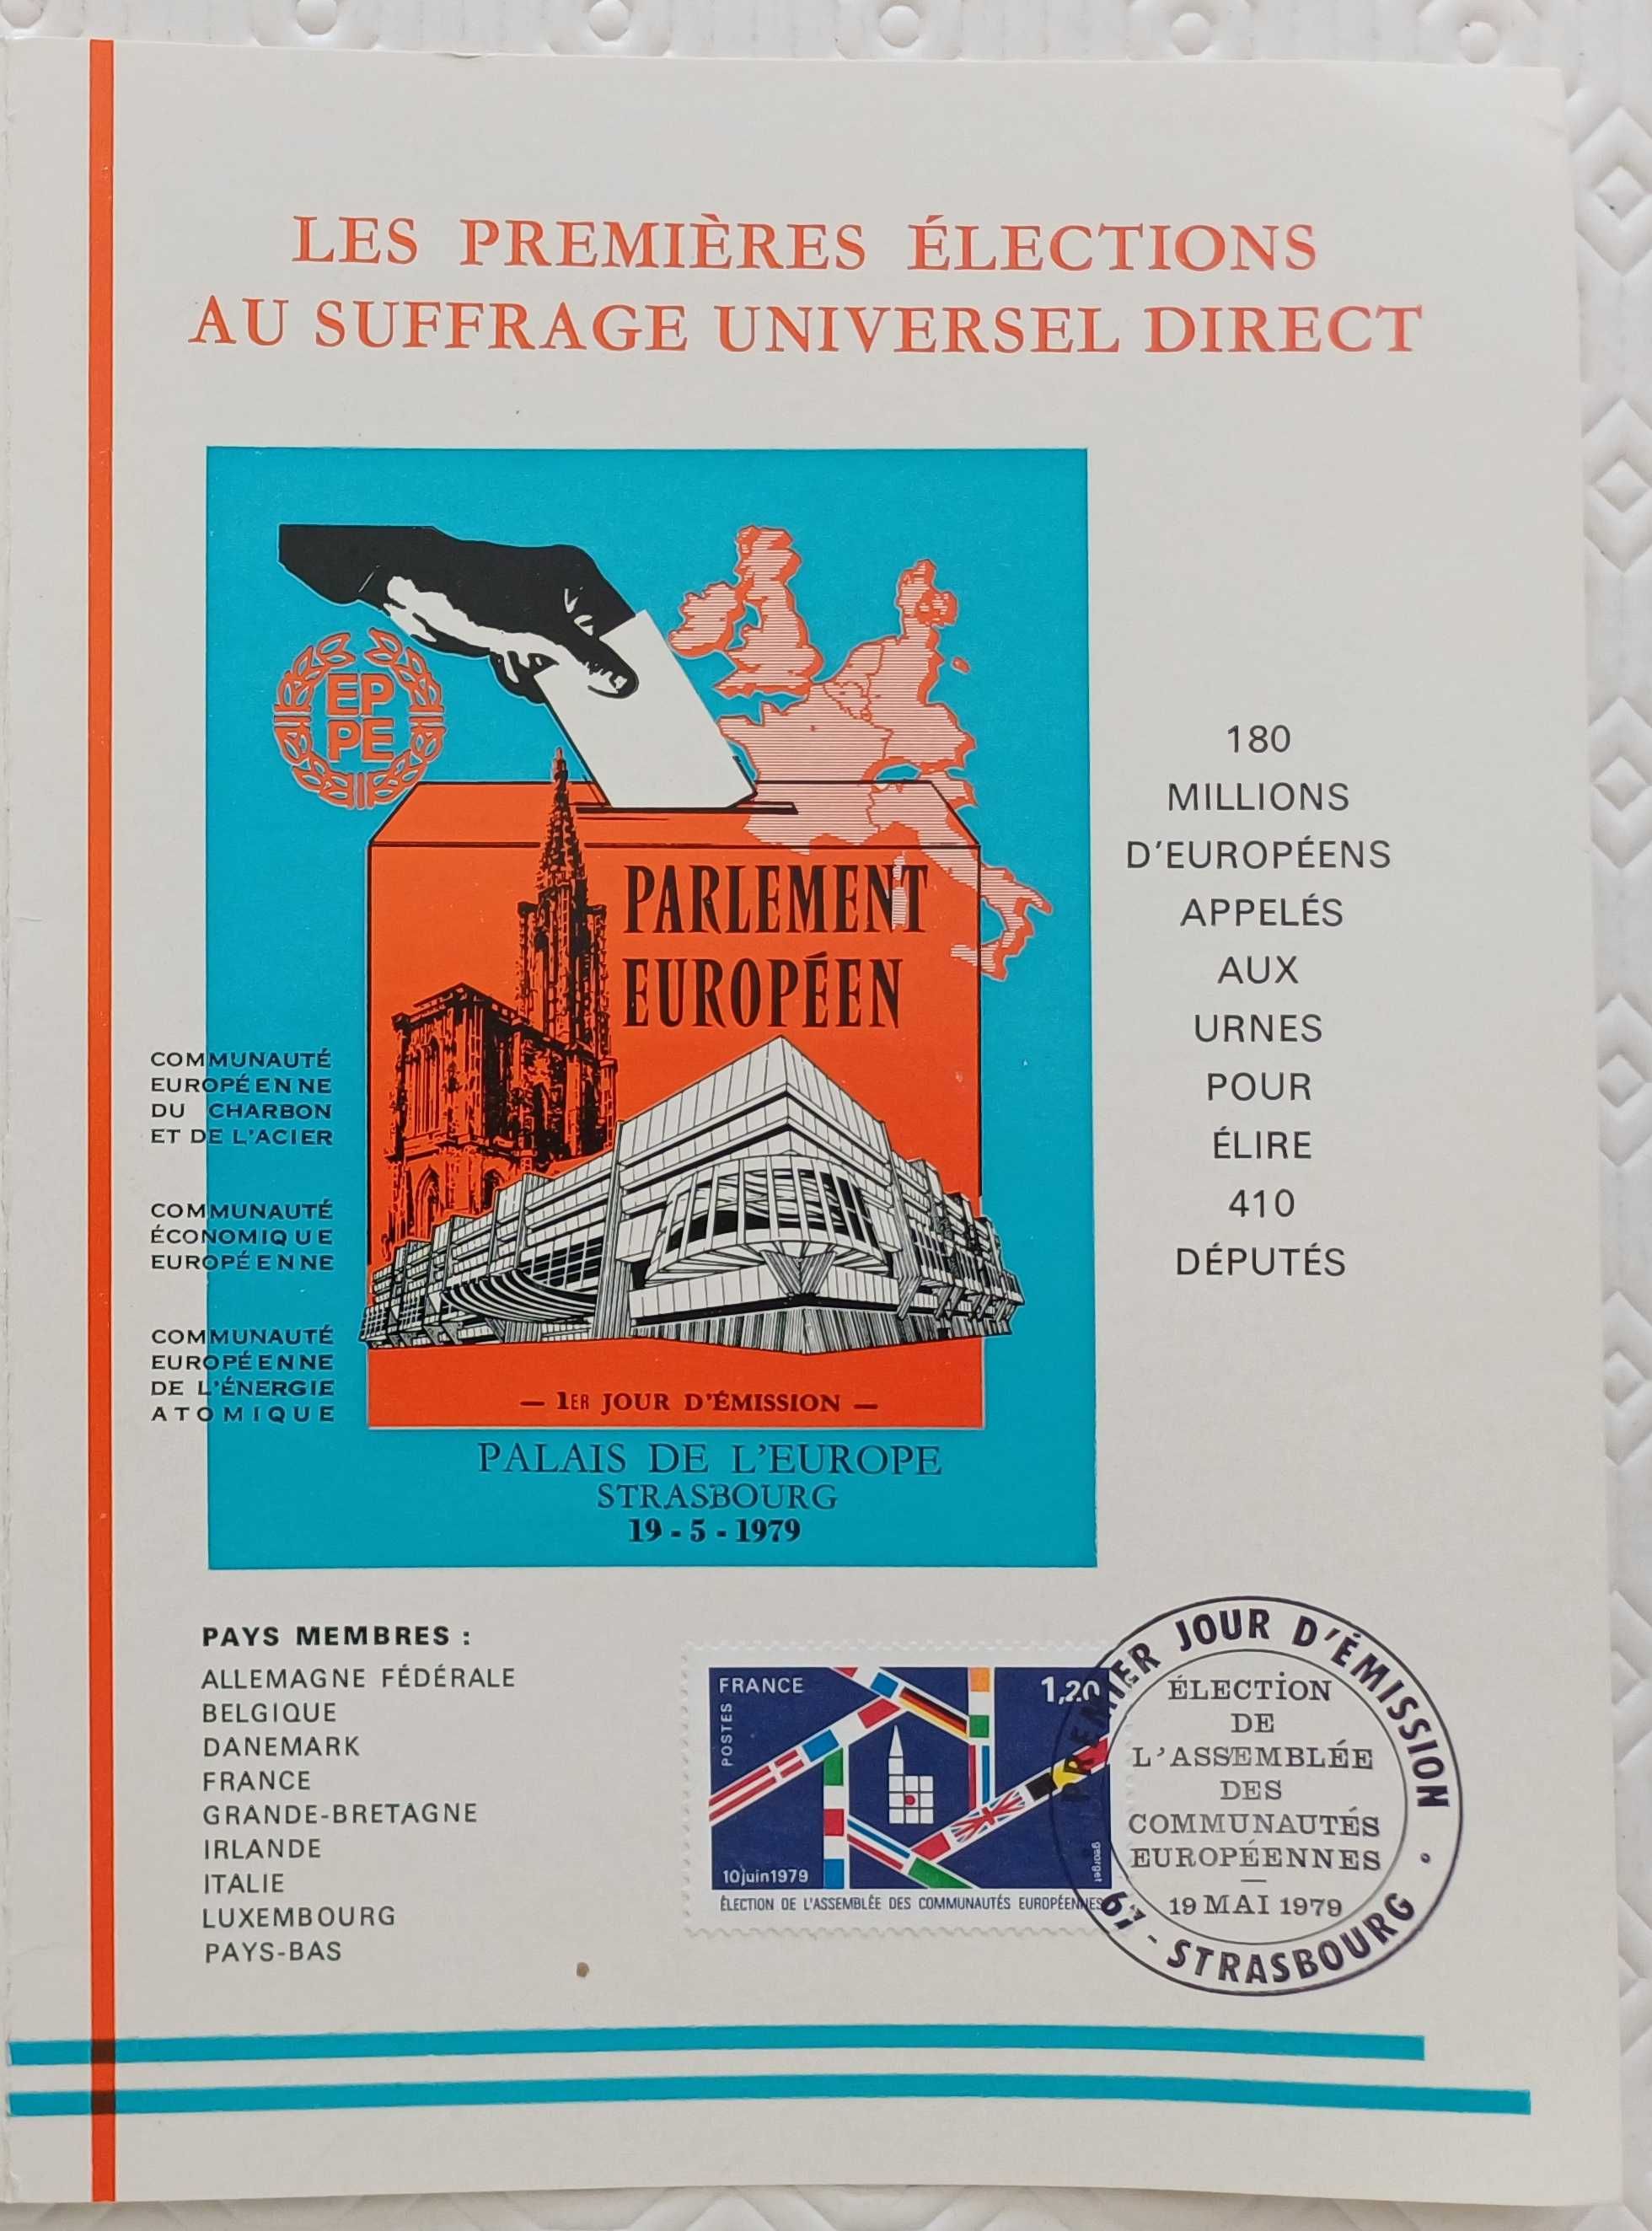 LES PREMIÈRES ÉLECTIONS
AU SUFFRAGE UNIVERSEL DIRECT
EP
PE
PARLEMENT
EUROPÉEN
COMMUNAUTÉ
EUROPÉENNE
DU CHARBON
ET DE L'ACIER
COMMUNAUTÉ
ÉCONOMIQUE
EUROPÉENNE
COMMUNAUTÉ
EUROPÉENNE
DE L'ÉNERGIE
ATOMIQUE
— 1ER JOUR D'ÉMISSION —
PALAIS DE L'EUROPE
STRASBOURG
19 - 5 - 1979
180
MILLIONS
D'EUROPÉENS
APPELÉS
AUX
URNES
POUR
ÉLIRE
410
DÉPUTÉS
PAYS MEMBRES :
ALLEMAGNE FÉDÉRALE
BELGIQUE
DANEMARK
FRANCE
GRANDE-BRETAGNE
IRLANDE
ITALIE
LUXEMBOURG
PAYS-BAS
FRANCE
1,20
POSTES
10 juin 1979
georget
ÉLECTION DE L'ASSEMBLÉE DES COMMUNAUTÉS EUROPÉENNES
PREMIER JOUR D'ÉMISSION
ÉLECTION
DE
L'ASSEMBLÉE
DES
COMMUNAUTÉS
EUROPÉENNES
19 MAI 1979
67 - STRASBOURG